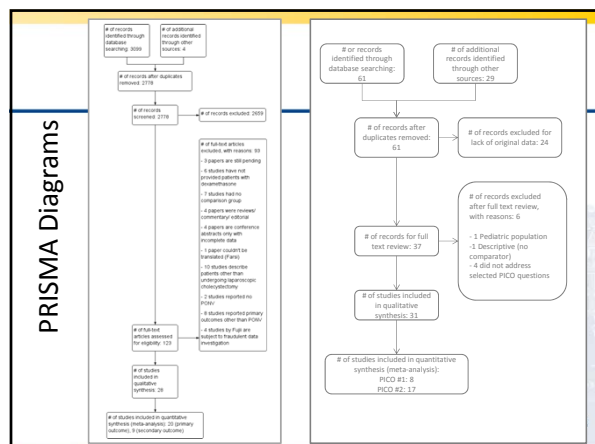 PRISMA Diagrams
# of records
identified through
database
searching: 3099
# of additional
records identified
through other
sources: 4
# of records after duplicates
removed: 2778
# of records
screened: 2778
# of records excluded: 2659
# of full-text articles
excluded, with reasons: 93
- 3 papers are still pending
- 6 studies have not
provided patients with
dexamethasone
- 7 studies had no
comparison group
- 4 papers were reviews/
commentary/ editorial
- 4 papers are conference
abstracts only with
incomplete data
- 1 paper couldn't be
translated (Farsi)
- 10 studies describe
patients other than
undergoing laparoscopic
cholecystectomy
- 2 studies reported no
PONV
- 8 studies reported primary
outcomes other than PONV
- 4 studies by Fujii are
subject to fraudulent data
investigation
# of full-text
articles assessed
for eligibility: 123
# of studies
included in
qualitative
synthesis: 26
# of studies included in quantitative
synthesis (meta-analysis): 20 (primary
outcome); 9 (secondary outcome)
# or records
identified through
database searching:
61
# of additional
records identified
through other
sources: 29
# of records after
duplicates removed:
61
# of records excluded for
lack of original data: 24
# of records excluded
after full text review,
with reasons: 6
- 1 Pediatric population
-1 Descriptive (no
comparator)
- 4 did not address
selected PICO questions
# of records for full
text review: 37
# of studies included
in qualitative
synthesis: 31
# of studies included in quantitative
synthesis (meta-analysis):
PICO #1: 8
PICO #2: 17